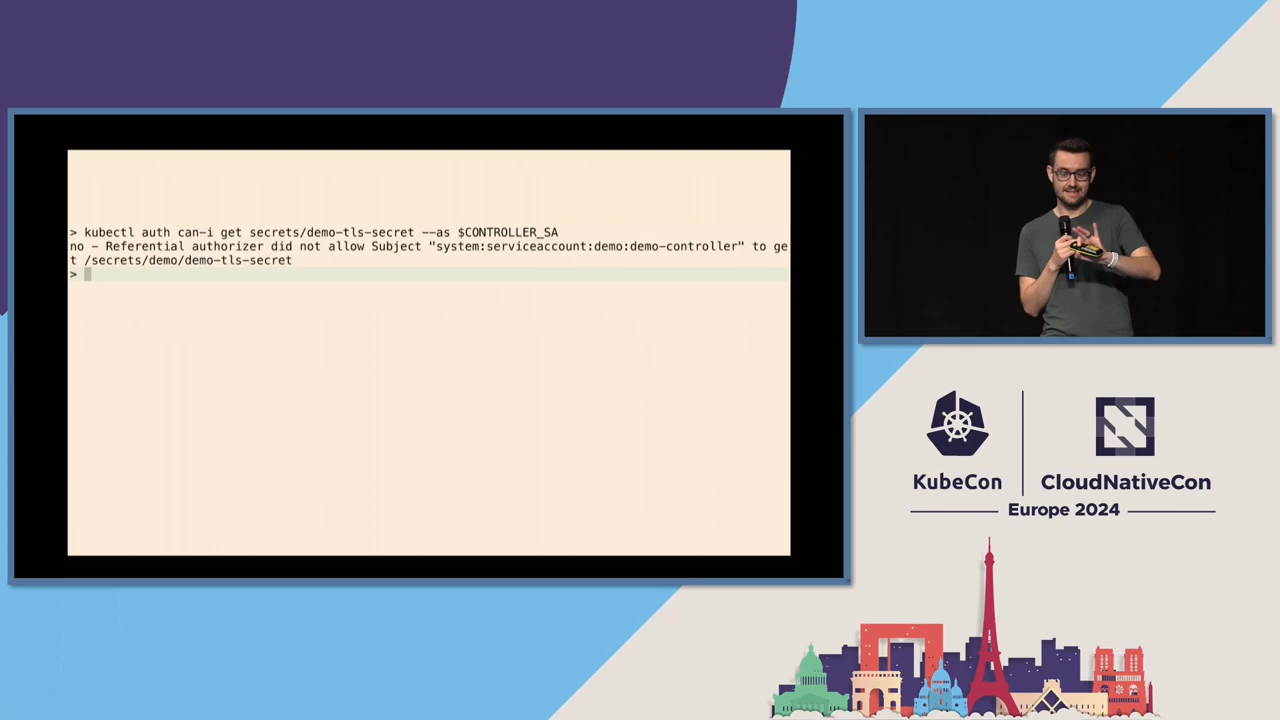 > kubectl auth can-i get secrets/demo-tls-secret --as $CONTROLLER_SA
no - Referential authorizer did not allow Subject "system:serviceaccount:demo:demo-controller" to ge
t /secrets/demo/demo-tls-secret
>
KubeCon
CloudNativeCon
Europe 2024